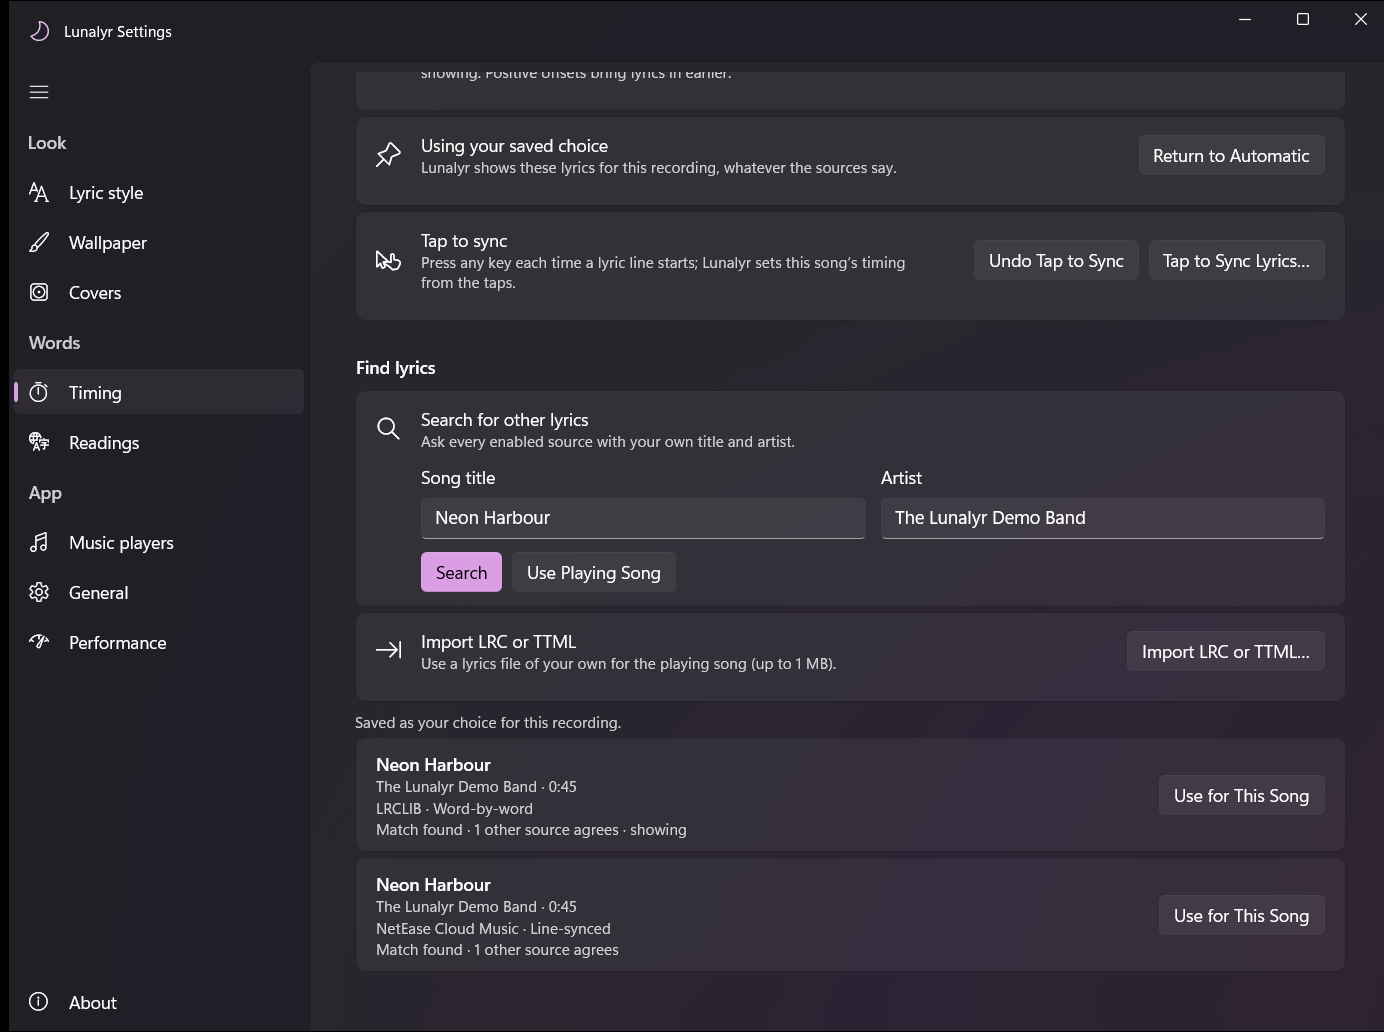 Lunalyr Settings
showing. Positive offsets bring lyrics in earlier.
Look
Using your saved choice
Lunalyr shows these lyrics for this recording, whatever the sources say.
Return to Automatic
Lyric style
Wallpaper
Tap to sync
Press any key each time a lyric line starts; Lunalyr sets this song’s timing
from the taps.
Undo Tap to Sync
Tap to Sync Lyrics...
Covers
Words
Find lyrics
Timing
Search for other lyrics
Ask every enabled source with your own title and artist.
Readings
Song title
Artist
App
Neon Harbour
The Lunalyr Demo Band
Music players
Search
Use Playing Song
General
Performance
Import LRC or TTML
Use a lyrics file of your own for the playing song (up to 1 MB).
Import LRC or TTML...
Saved as your choice for this recording.
Neon Harbour
The Lunalyr Demo Band · 0:45
LRCLIB · Word-by-word
Match found · 1 other source agrees · showing
Use for This Song
Neon Harbour
The Lunalyr Demo Band · 0:45
NetEase Cloud Music · Line-synced
Match found · 1 other source agrees
Use for This Song
About